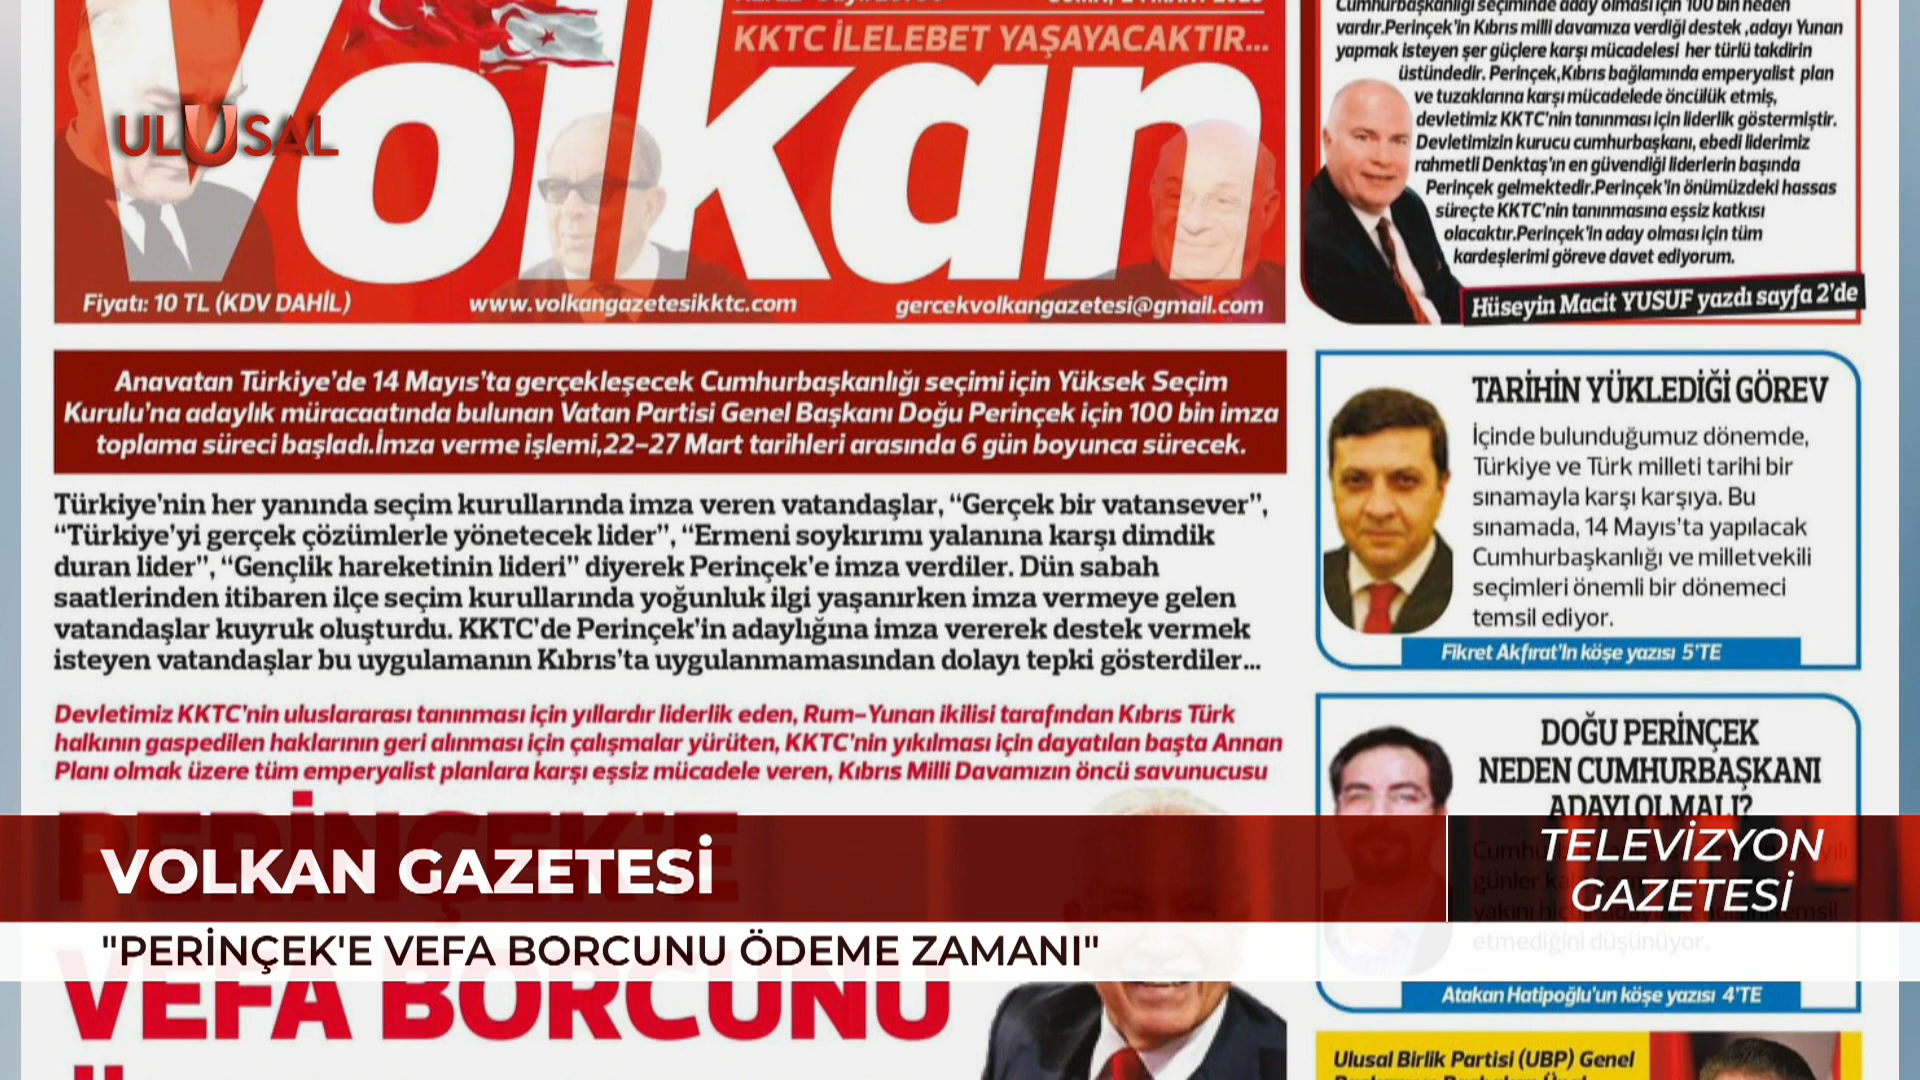 Volkan
KKTC İLELEBET YAŞAYACAKTIR...
ULUSAL
Fiyatı: 10 TL (KDV DAHİL)
www.volkangazetesikktc.com
gercekvolkangazetesi@gmail.com
Cumhurbaşkanlığı seçiminde aday olması için 100 bin neden
vardır.Perinçek'in Kıbrıs milli davamıza verdiği destek ,adayı Yunan
yapmak isteyen şer güçlere karşı mücadelesi her türlü takdirin
üstündedir. Perinçek,Kıbrıs bağlamında emperyalist plan
ve tuzaklarına karşı mücadelede öncülük etmiş,
devletimiz KKTC'nin tanınması için liderlik göstermiştir.
Devletimizin kurucu cumhurbaşkanı, ebedi liderimiz
rahmetli Denktaş'ın en güvendiği liderlerin başında
Perinçek gelmektedir.Perinçek'in önümüzdeki hassas
süreçte KKTC'nin tanınmasına eşsiz katkısı
olacaktır.Perinçek'in aday olması için tüm
kardeşlerimi göreve davet ediyorum.
Hüseyin Macit YUSUF yazdı sayfa 2'de
Anavatan Türkiye'de 14 Mayıs'ta gerçekleşecek Cumhurbaşkanlığı seçimi için Yüksek Seçim
Kurulu'na adaylık müracaatında bulunan Vatan Partisi Genel Başkanı Doğu Perinçek için 100 bin imza
toplama süreci başladı.İmza verme işlemi,22-27 Mart tarihleri arasında 6 gün boyunca sürecek.
Türkiye'nin her yanında seçim kurullarında imza veren vatandaşlar, “Gerçek bir vatansever”,
“Türkiye'yi gerçek çözümlerle yönetecek lider”, “Ermeni soykırımı yalanına karşı dimdik
duran lider”, “Gençlik hareketinin lideri” diyerek Perinçek'e imza verdiler. Dün sabah
saatlerinden itibaren ilçe seçim kurullarında yoğunluk ilgi yaşanırken imza vermeye gelen
vatandaşlar kuyruk oluşturdu. KKTC'de Perinçek'in adaylığına imza vererek destek vermek
isteyen vatandaşlar bu uygulamanın Kıbrıs'ta uygulanmamasından dolayı tepki gösterdiler...
Devletimiz KKTC'nin uluslararası tanınması için yıllardır liderlik eden, Rum-Yunan ikilisi tarafından Kıbrıs Türk
halkının gaspedilen haklarının geri alınması için çalışmalar yürüten, KKTC'nin yıkılması için dayatılan başta Annan
Planı olmak üzere tüm emperyalist planlara karşı eşsiz mücadele veren, Kıbrıs Milli Davamızın öncü savunucusu
PERİNÇEK'E
VEFA BORCUNU
TARİHİN YÜKLEDİĞİ GÖREV
İçinde bulunduğumuz dönemde,
Türkiye ve Türk milleti tarihi bir
sınamayla karşı karşıya. Bu
sınamada, 14 Mayıs'ta yapılacak
Cumhurbaşkanlığı ve milletvekili
seçimleri önemli bir dönemeci
temsil ediyor.
Fikret Akfırat'ın köşe yazısı 5'TE
DOĞU PERİNÇEK
NEDEN CUMHURBAŞKANI
ADAYI OLMALI?
etmediğini düşünüyor.
Atakan Hatipoğlu'un köşe yazısı 4'TE
Ulusal Birlik Partisi (UBP) Genel
VOLKAN GAZETESİ
"PERİNÇEK'E VEFA BORCUNU ÖDEME ZAMANI"
TELEVİZYON
GAZETESİ